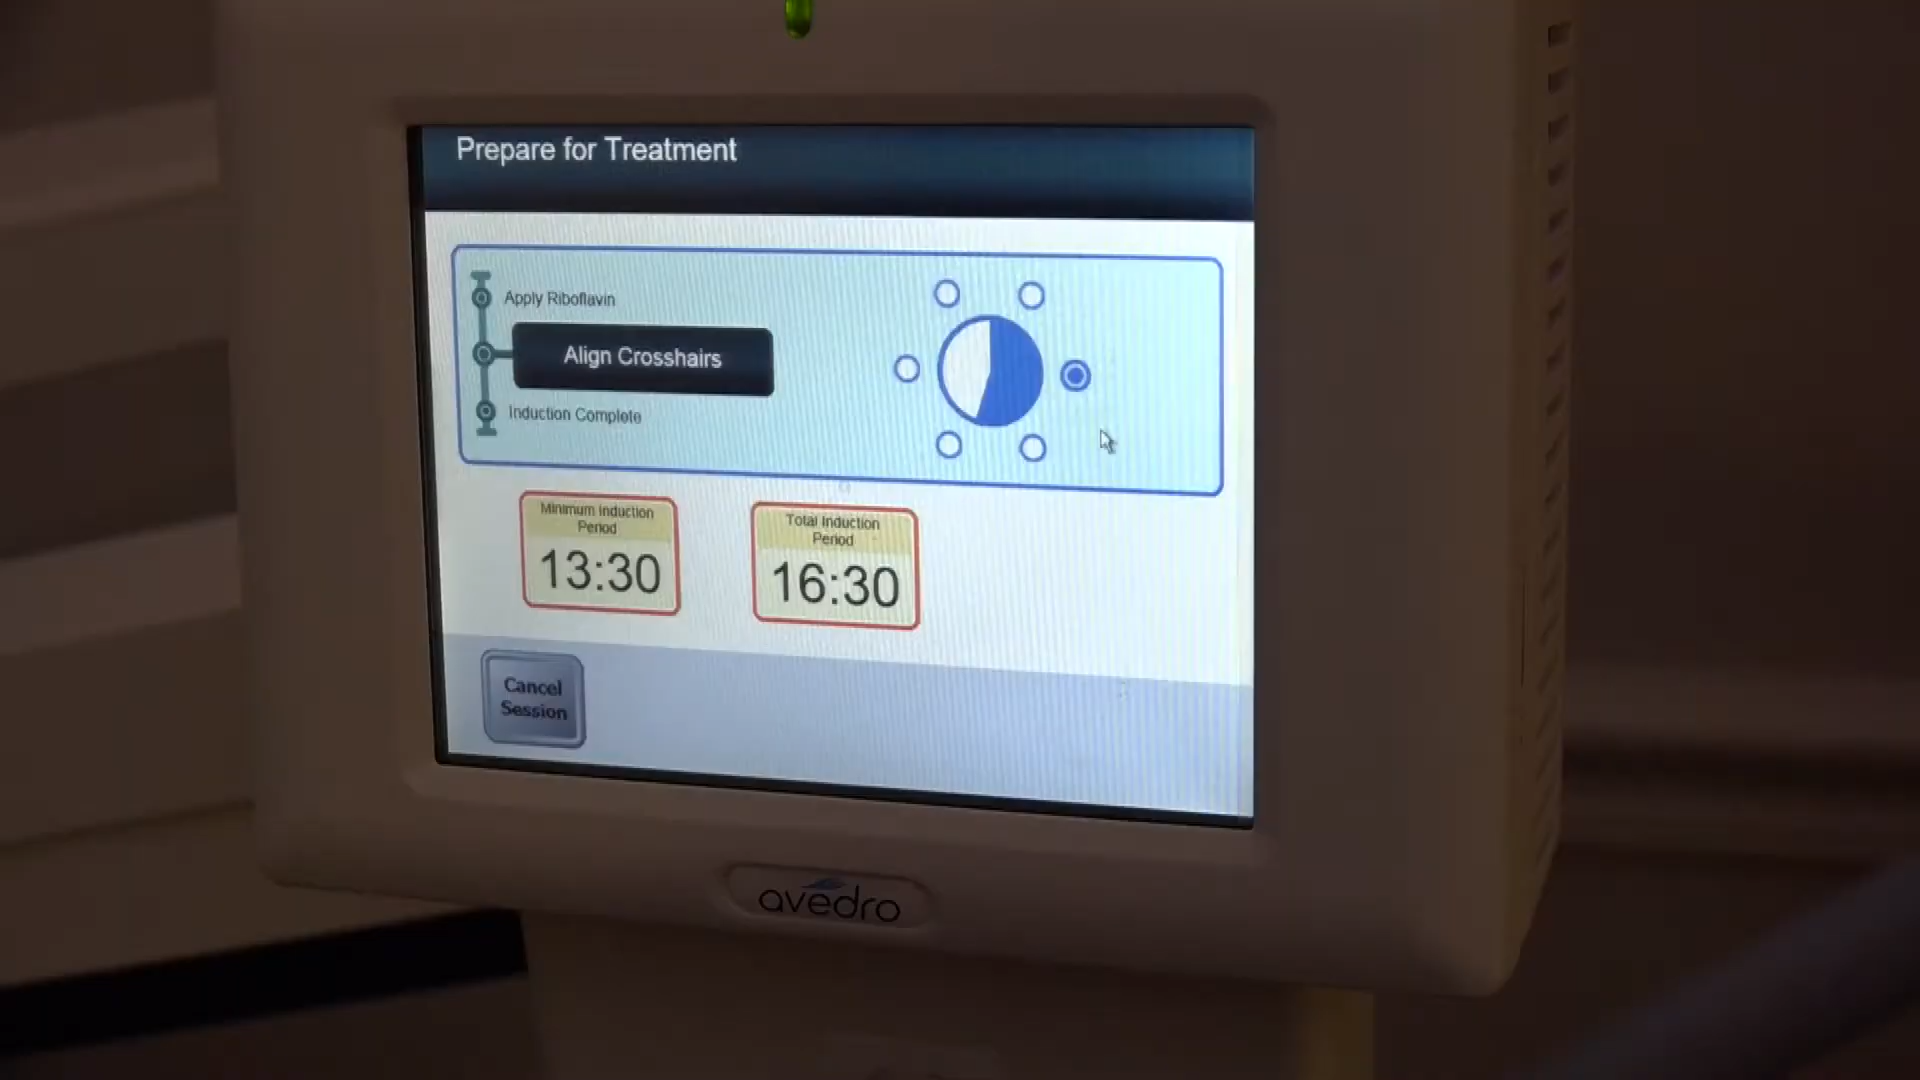 Prepare for Treatment
Apply Riboflavin
Align Crosshairs
Induction Complete
Minimum Induction
Period
13:30
Total Induction
Period
16:30
Cancel
Session
avedro